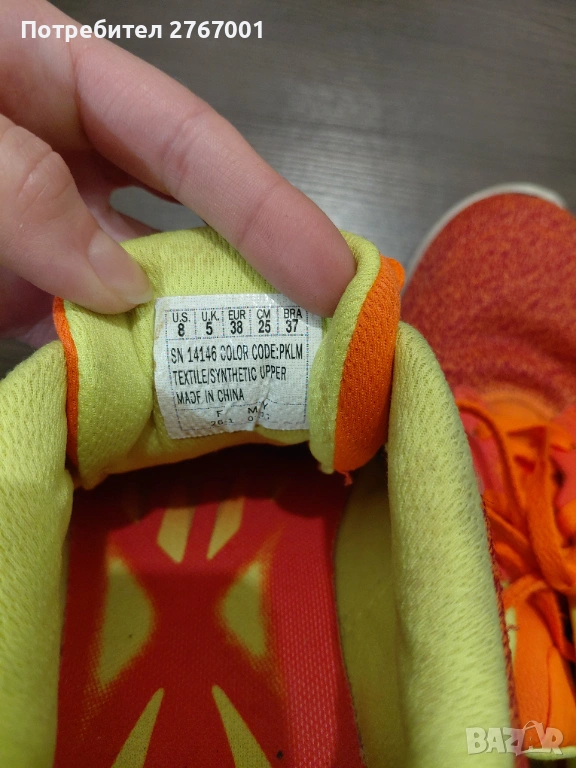 Потребител 2767001
U.S. U.K. EUR CM BRA
8 5 38 25 37
SN 14146 COLOR CODE:PKLM
TEXTILE/SYNTHETIC UPPER
MADE IN CHINA
F
BAZAR